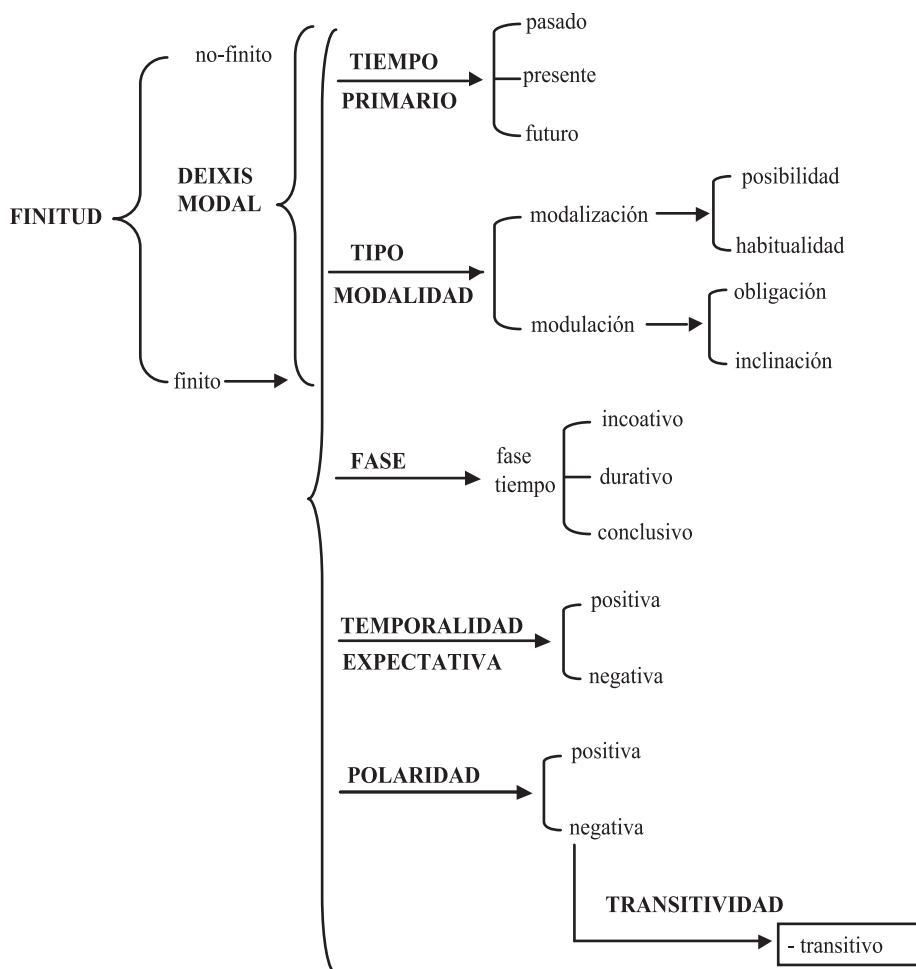 FINITUD
no-finito
finito
DEIXIS
MODAL
TIEMPO
PRIMARIO
pasado
presente
futuro
TIPO
MODALIDAD
modalización
posibilidad
habitualidad
modulación
obligación
inclinación
FASE
fase
tiempo
incoativo
durativo
conclusivo
TEMPORALIDAD
EXPECTATIVA
positiva
negativa
POLARIDAD
positiva
negativa
TRANSITIVIDAD
- transitivo